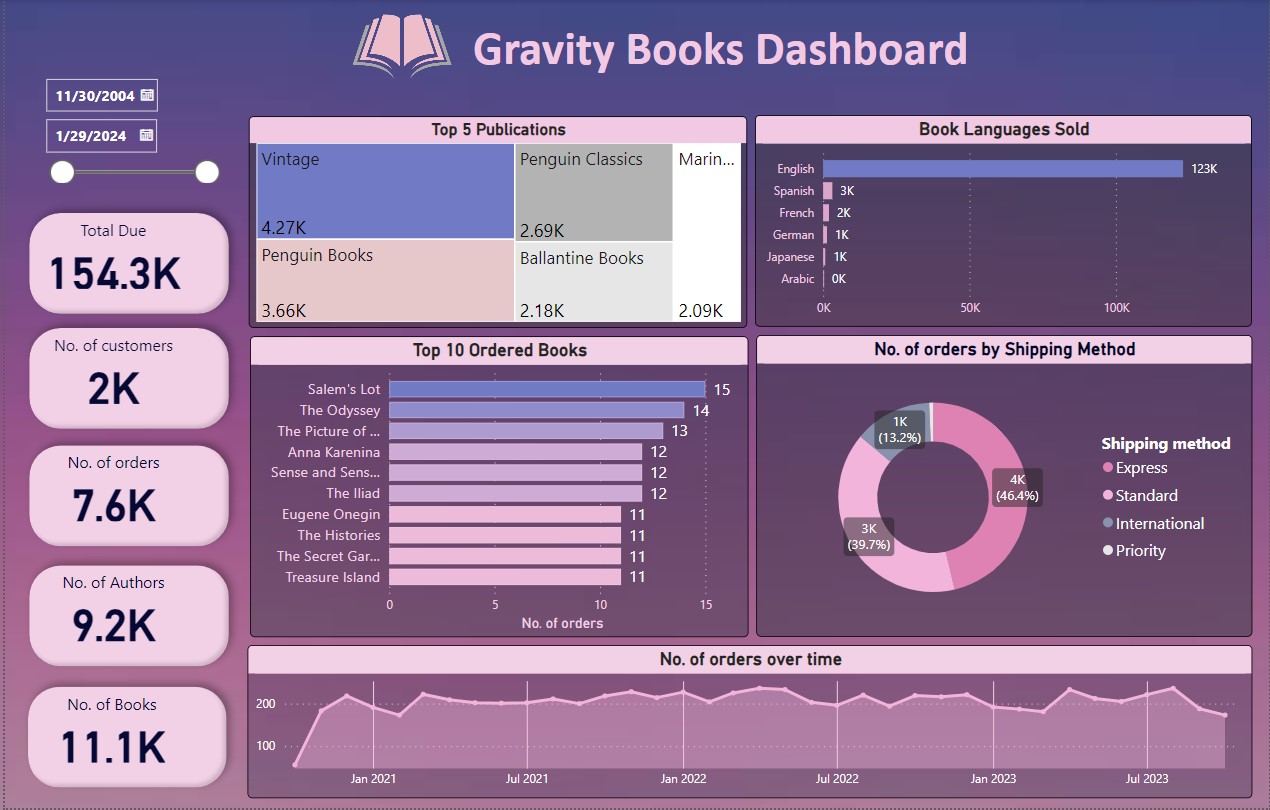 Gravity Books Dashboard
11/30/2004
1/29/2024
Total Due
154.3K
No. of customers
2K
No. of orders
7.6K
No. of Authors
9.2K
No. of Books
11.1K
Top 5 Publications
Vintage
4.27K
Penguin Books
3.66K
Penguin Classics
2.69K
Ballantine Books
2.18K
Marin...
2.09K
Book Languages Sold
English 123K
Spanish 3K
French 2K
German 1K
Japanese 1K
Arabic 0K
0K 50K 100K
Top 10 Ordered Books
Salem's Lot 15
The Odyssey 14
The Picture of ... 13
Anna Karenina 12
Sense and Sens... 12
The Iliad 12
Eugene Onegin 11
The Histories 11
The Secret Gar... 11
Treasure Island 11
0 5 10 15
No. of orders
No. of orders by Shipping Method
1K
(13.2%)
4K
(46.4%)
3K
(39.7%)
Shipping method
Express
Standard
International
Priority
No. of orders over time
200
100
Jan 2021 Jul 2021 Jan 2022 Jul 2022 Jan 2023 Jul 2023